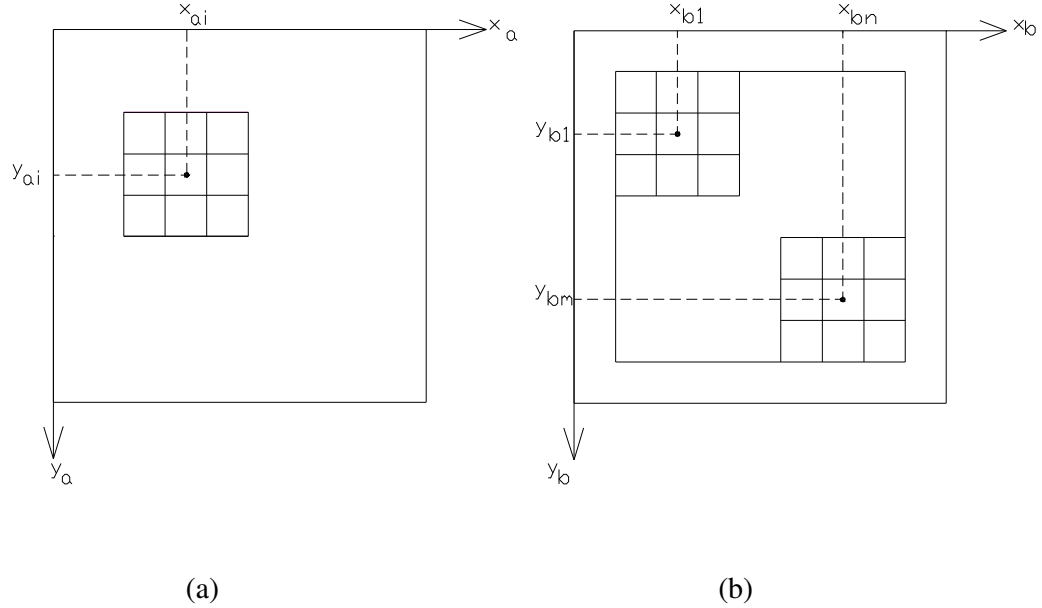 x_ai
x_a
y_ai
y_a
(a)
x_b1
x_bn
x_b
y_b1
y_bm
y_b
(b)